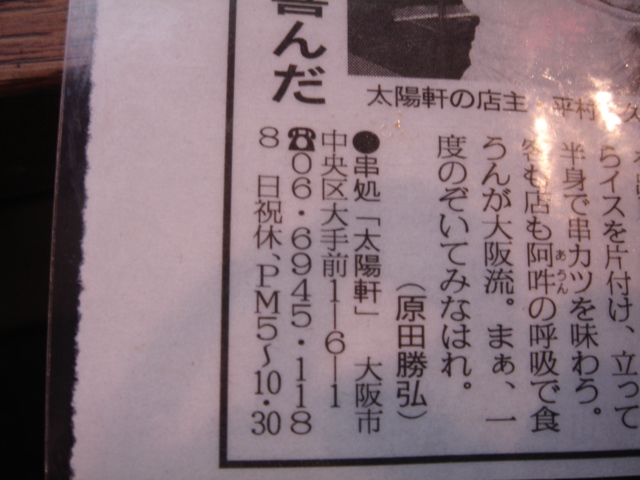 んだ
太陽軒の店主
らイスを片付け、立って
半身で串カツを味わう。
客も店も阿吽の呼吸で食
あうん
うんが大阪流。まぁ、一
度のぞいてみなはれ。
(原田勝弘)
●串処「太陽軒」 大阪市
中央区大手前1―6―1
☎06・6945・118
8 日祝休、PM5〜10・30